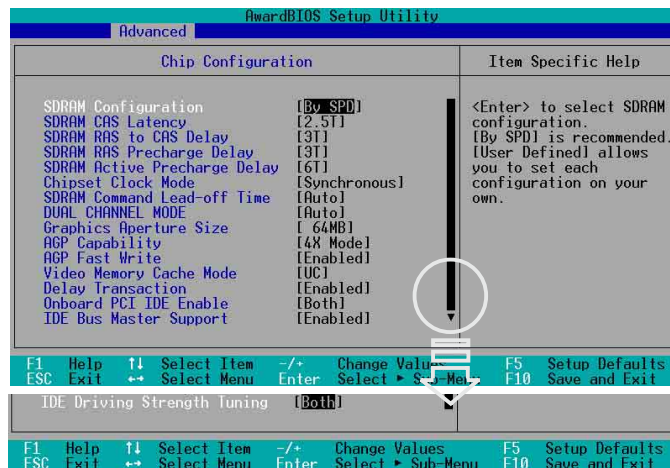 AwardBIOS Setup Utility
Advanced
Chip Configuration
Item Specific Help
SDRAM Configuration [By SPD]
SDRAM CAS Latency [2.5T]
SDRAM RAS to CAS Delay [3T]
SDRAM RAS Precharge Delay [3T]
SDRAM Active Precharge Delay [6T]
Chipset Clock Mode [Synchronous]
SDRAM Command Lead-off Time [Auto]
DUAL CHANNEL MODE [Auto]
Graphics Aperture Size [ 64MB]
AGP Capability [4X Mode]
AGP Fast Write [Enabled]
Video Memory Cache Mode [UC]
Delay Transaction [Enabled]
Onboard PCI IDE Enable [Both]
IDE Bus Master Support [Enabled]
<Enter> to select SDRAM
configuration.
[By SPD] is recommended.
[User Defined] allows
you to set each
configuration on your
own.
F1 Help ↑↓ Select Item -/+ Change Values F5 Setup Defaults
ESC Exit ←→ Select Menu Enter Select ► Sub-Menu F10 Save and Exit
IDE Driving Strength Tuning [Both]
F1 Help ↑↓ Select Item -/+ Change Values F5 Setup Defaults
ESC Exit ←→ Select Menu Enter Select ► Sub-Menu F10 Save and Exit